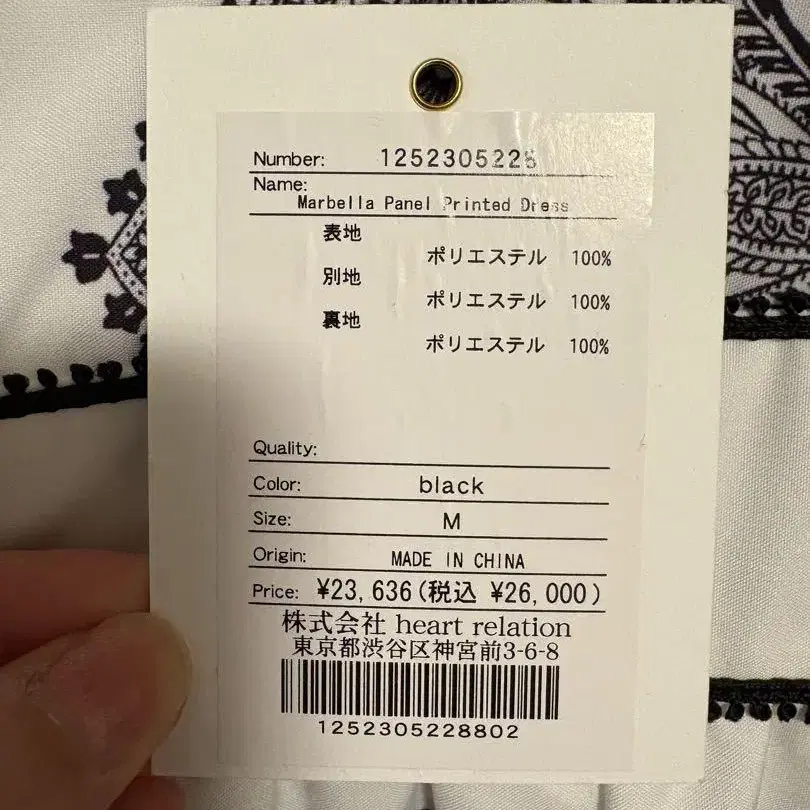 Number: 1252305228
Name:
Marbella Panel Printed Dress
表地
ポリエステル 100%
別地
ポリエステル 100%
裏地
ポリエステル 100%
Quality:
Color: black
Size: M
Origin: MADE IN CHINA
Price: ¥23,636(税込 ¥26,000)
株式会社 heart relation
東京都渋谷区神宮前3-6-8
1252305228802